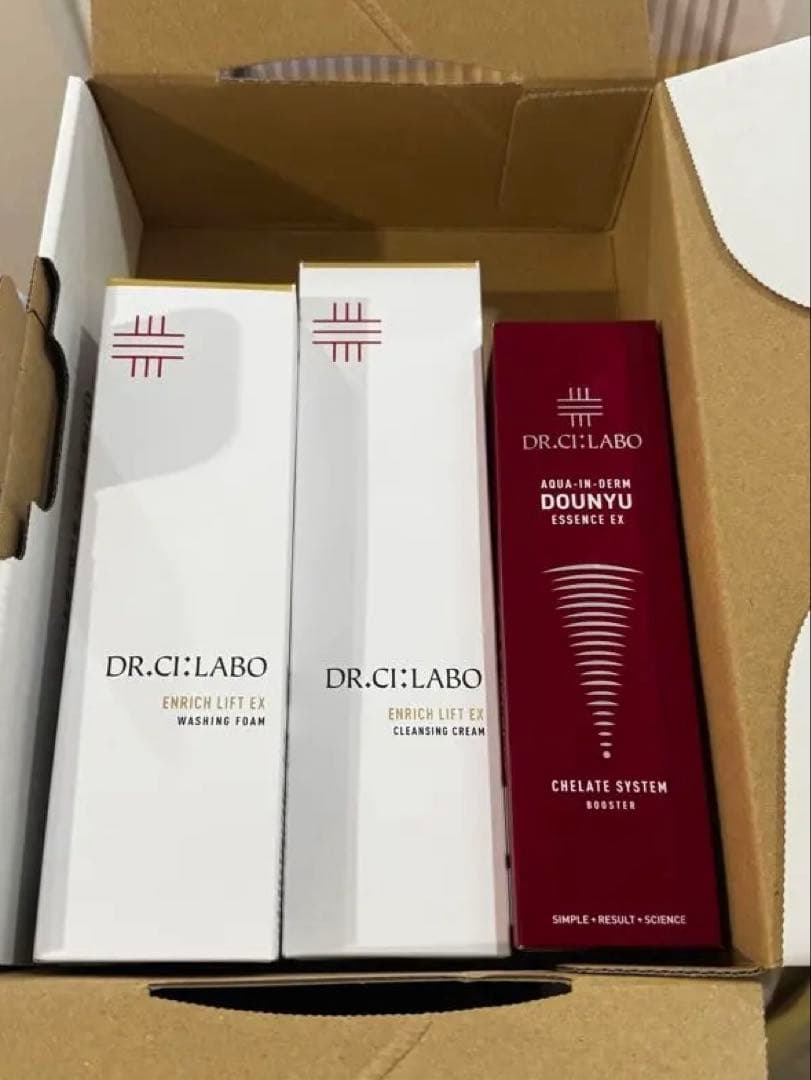 DR.CI:LABO
ENRICH LIFT EX
WASHING FOAM
DR.CI:LABO
ENRICH LIFT EX
CLEANSING CREAM
DR.CI:LABO
AQUA-IN-DERM
DOUNYU
ESSENCE EX
CHELATE SYSTEM
BOOSTER
SIMPLE+RESULT+SCIENCE